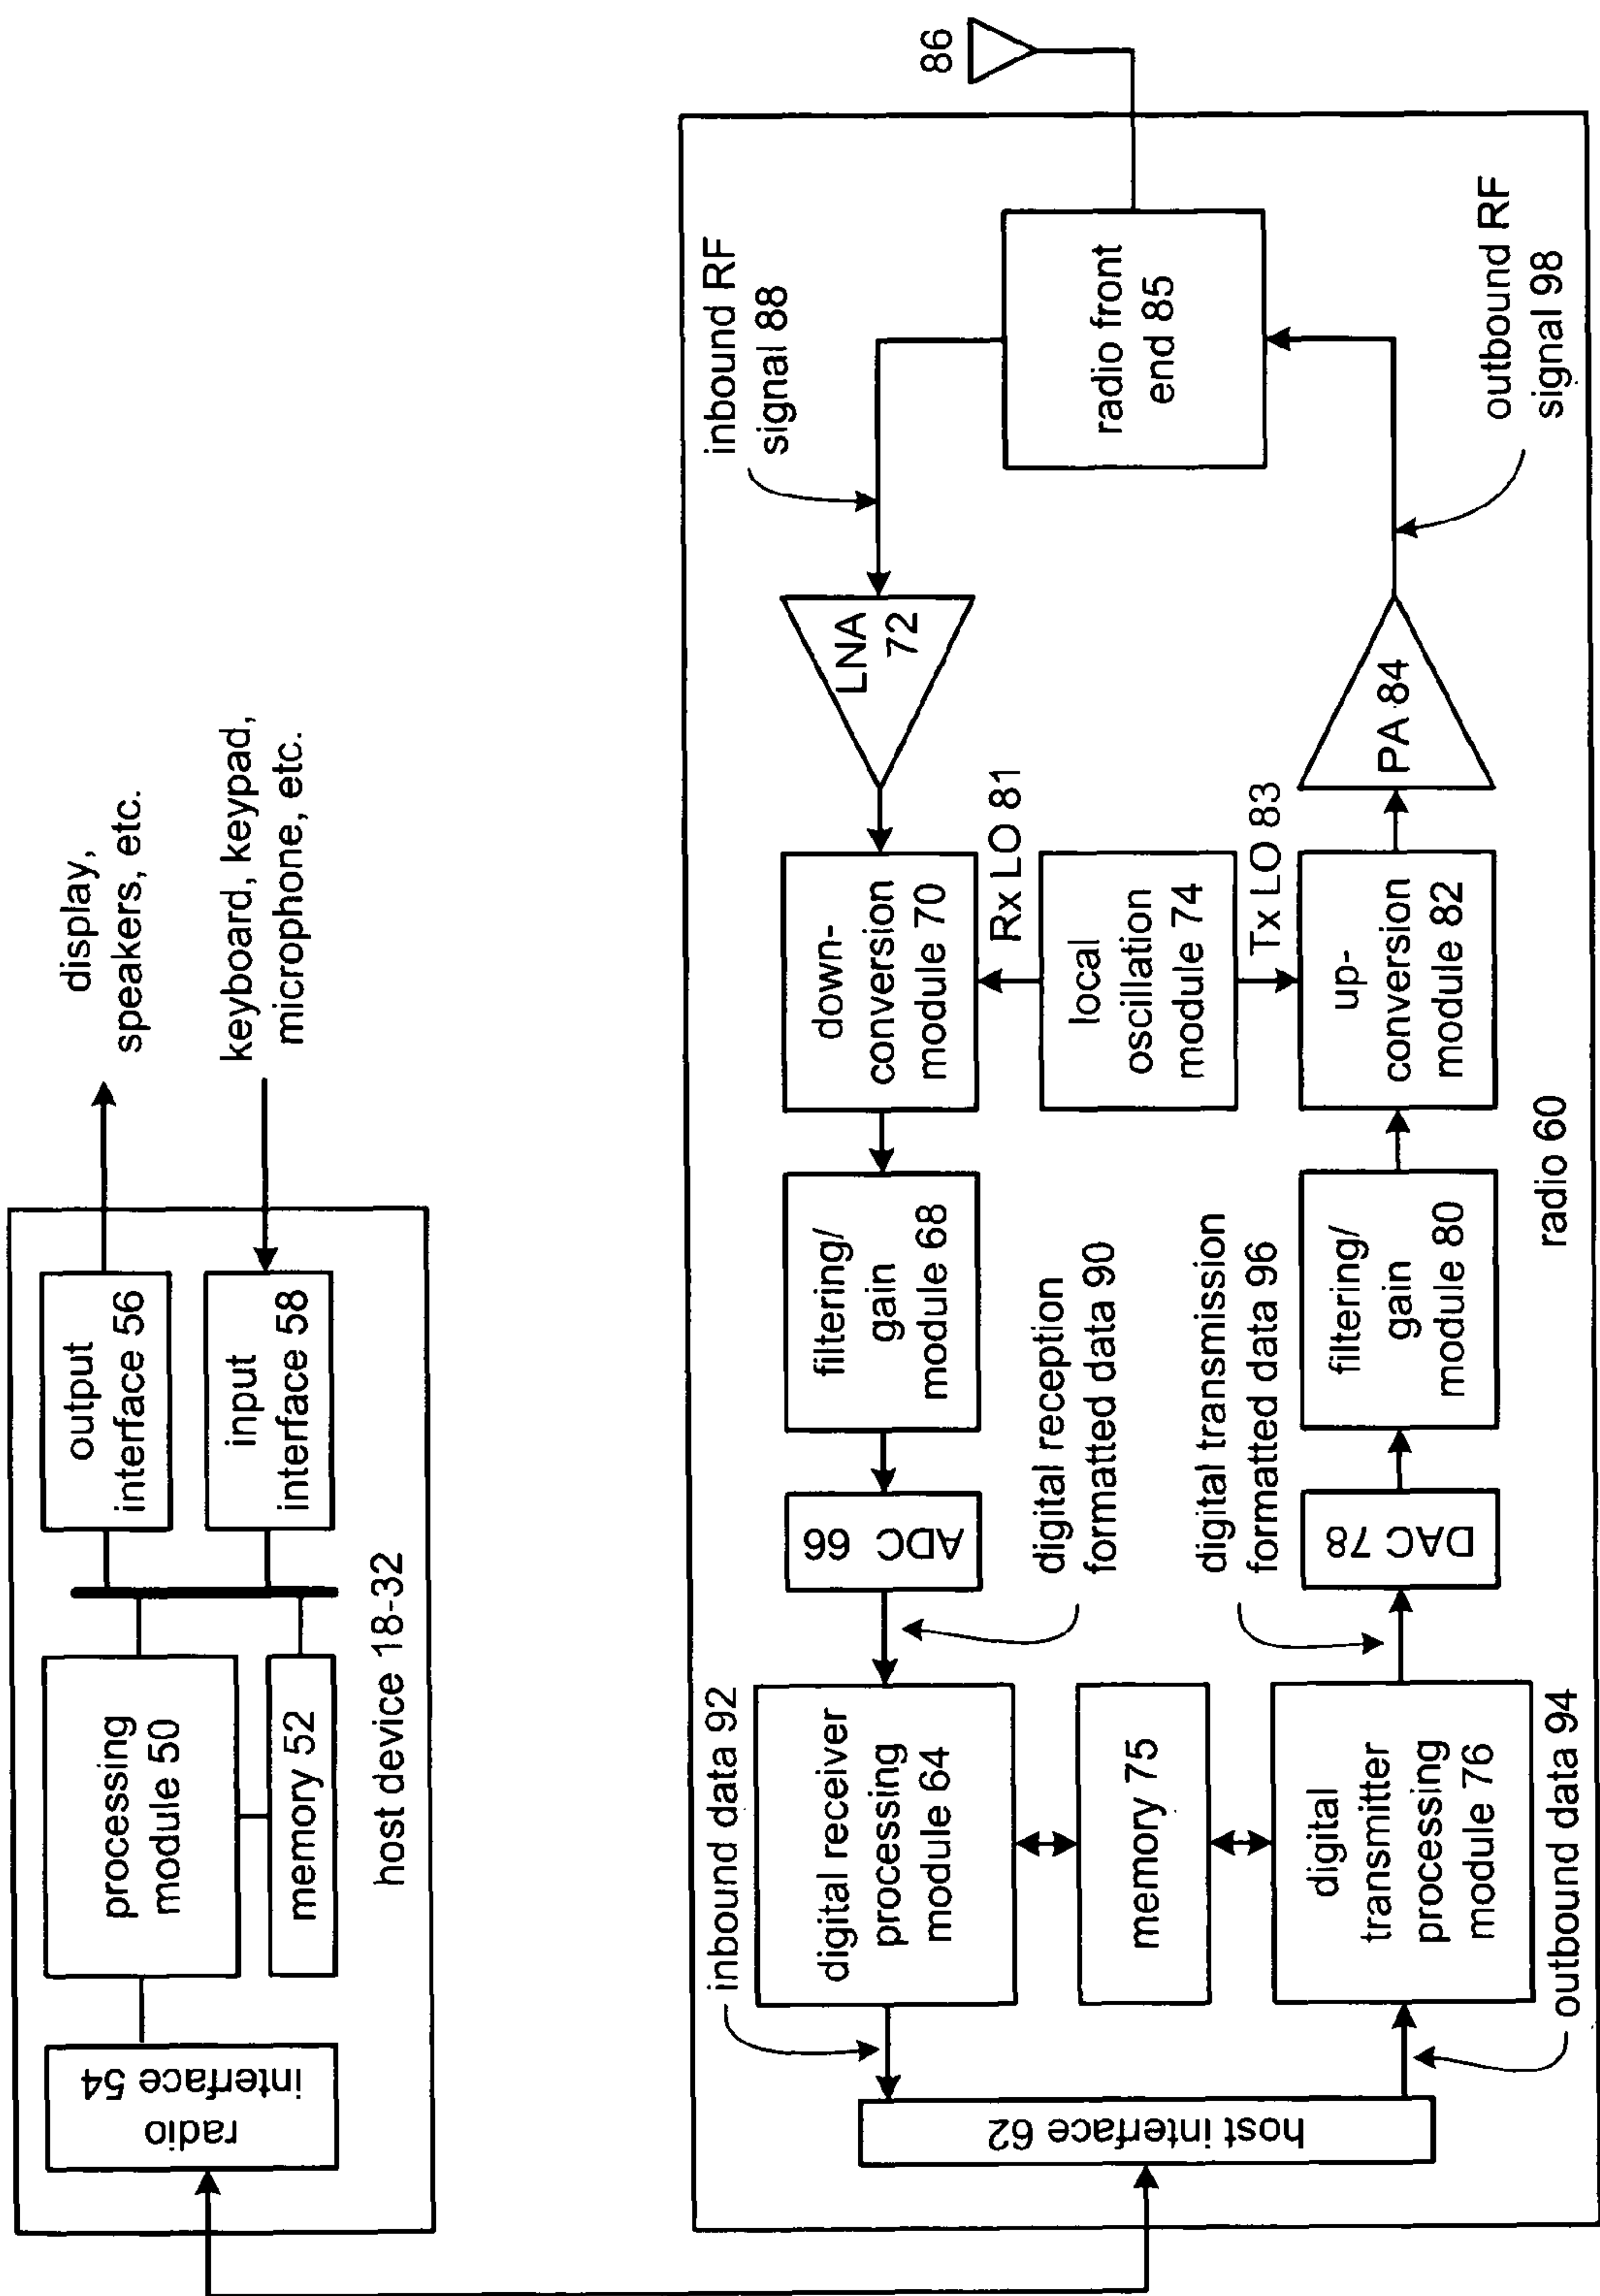 display,
speakers, etc.
keyboard, keypad,
microphone, etc.
output
interface 56
input
interface 58
processing
module 50
memory 52
radio
interface 54
host device 18-32
86
inbound RF
signal 88
radio front
end 85
outbound RF
signal 98
LNA
72
PA 84
down-
conversion
module 70
Rx LO 81
local
oscillation
module 74
Tx LO 83
up-
conversion
module 82
filtering/
gain
module 68
digital reception
formatted data 90
digital transmission
formatted data 96
filtering/
gain
module 80
radio 60
ADC 66
DAC 78
inbound data 92
digital receiver
processing
module 64
memory 75
digital
transmitter
processing
module 76
outbound data 94
host interface 62